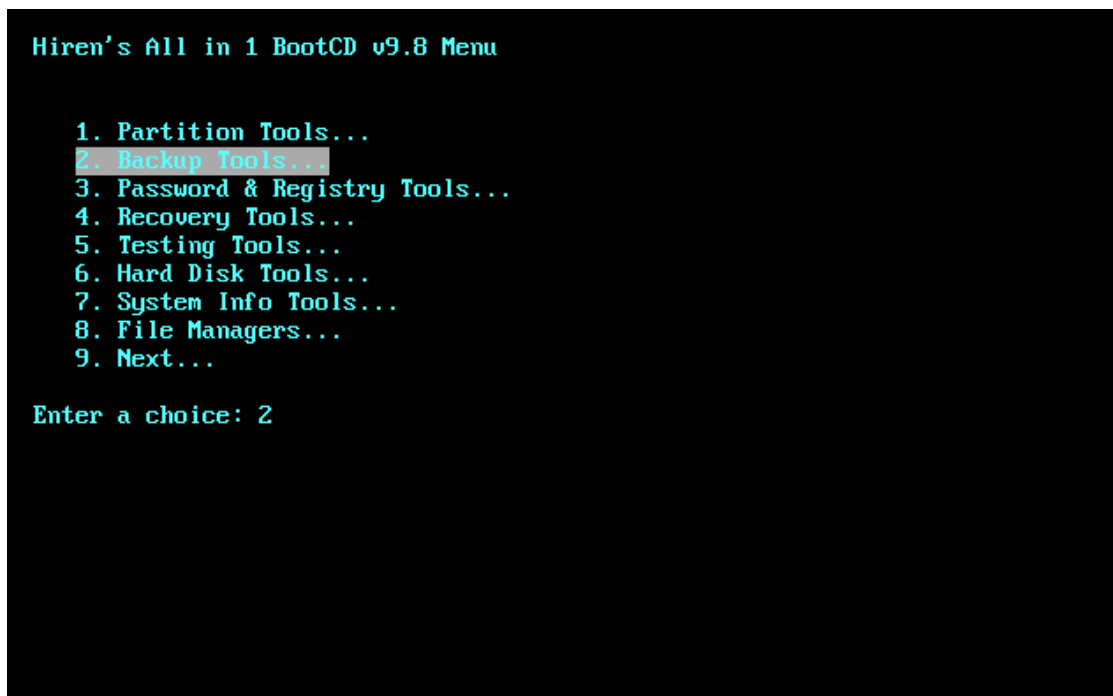 Hiren's All in 1 BootCD v9.8 Menu
1. Partition Tools...
2. Backup Tools...
3. Password & Registry Tools...
4. Recovery Tools...
5. Testing Tools...
6. Hard Disk Tools...
7. System Info Tools...
8. File Managers...
9. Next...
Enter a choice: 2